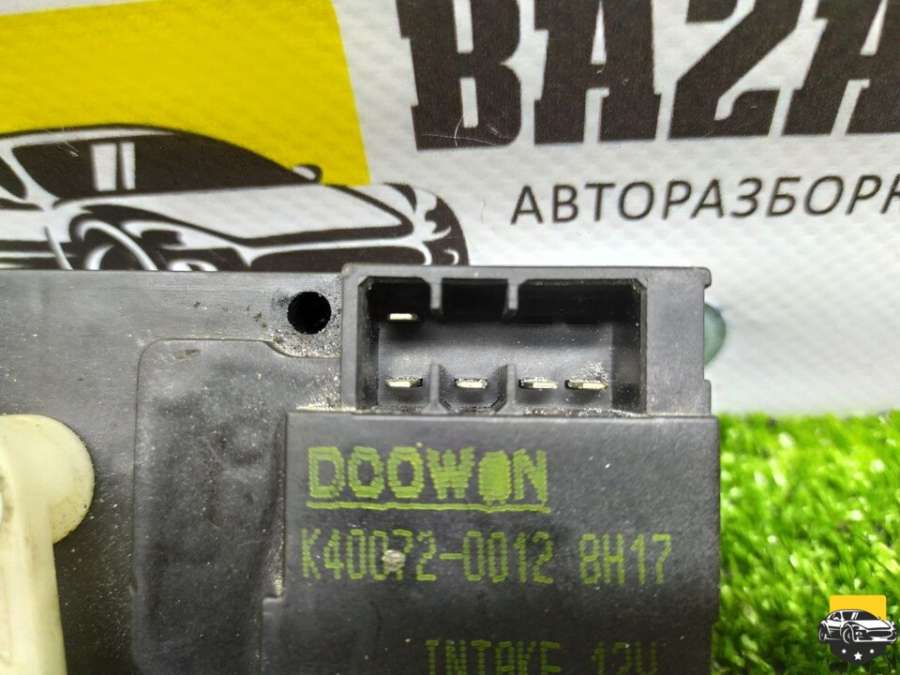 BAZA
АВТОРАЗБОРК
DOOWON
K40072-0012 8H17
INTAKE 12V